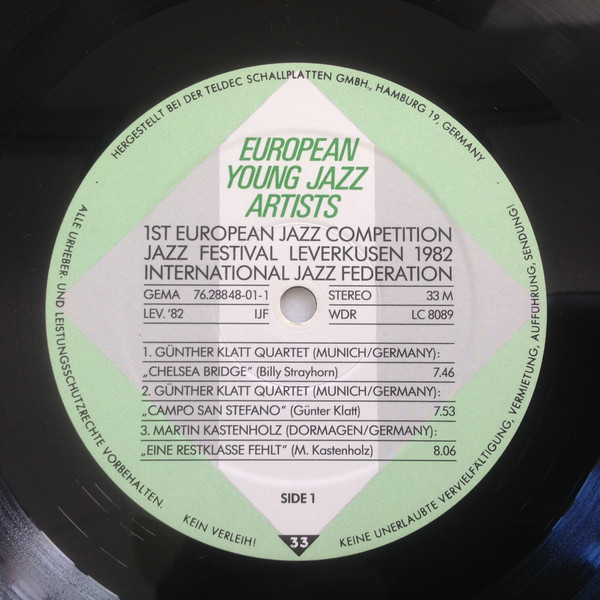 HERGESTELLT BEI DER TELDEC SCHALLPLATTEN GMBH., HAMBURG 19, GERMANY
EUROPEAN
YOUNG JAZZ
ARTISTS
1ST EUROPEAN JAZZ COMPETITION
JAZZ FESTIVAL LEVERKUSEN 1982
INTERNATIONAL JAZZ FEDERATION
GEMA 76.28848-01-1 STEREO 33 M
LEV. '82 IJF WDR LC 8089
1. GÜNTHER KLATT QUARTET (MUNICH/GERMANY):
„CHELSEA BRIDGE" (Billy Strayhorn) 7.46
2. GÜNTHER KLATT QUARTET (MUNICH/GERMANY):
„CAMPO SAN STEFANO" (Günter Klatt) 7.53
3. MARTIN KASTENHOLZ (DORMAGEN/GERMANY):
„EINE RESTKLASSE FEHLT" (M. Kastenholz) 8.06
SIDE 1
33
ALLE URHEBER- UND LEISTUNGSSCHUTZRECHTE VORBEHALTEN.
KEIN VERLEIH!
KEINE UNERLAUBTE VERVIELFALTIGUNG, VERMIETUNG, AUFFÜHRUNG, SENDUNG!